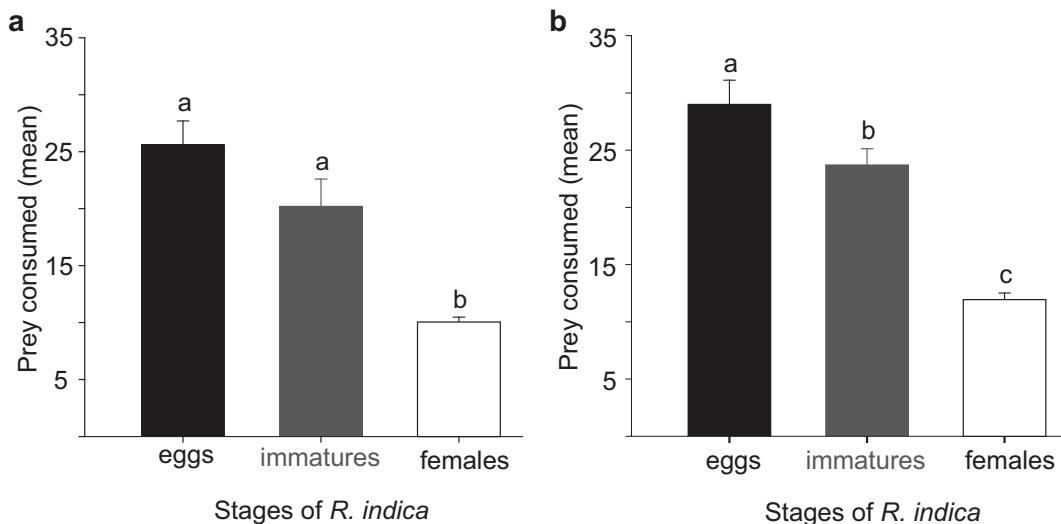 a
35
25
15
5
Prey consumed (mean)
a
a
b
eggs
immatures
females
Stages of R. indica
b
35
25
15
5
Prey consumed (mean)
a
b
c
eggs
immatures
females
Stages of R. indica